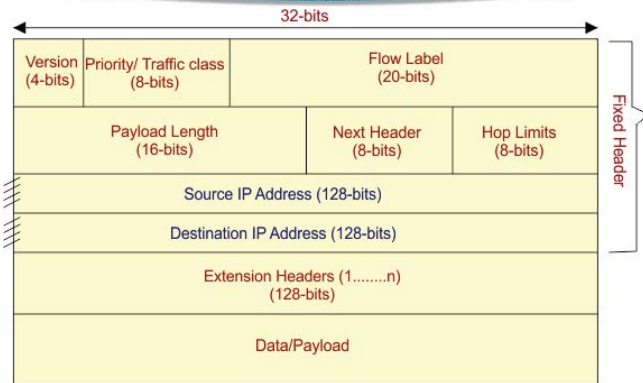 32-bits
Version
(4-bits)
Priority/ Traffic class
(8-bits)
Flow Label
(20-bits)
Payload Length
(16-bits)
Next Header
(8-bits)
Hop Limits
(8-bits)
Fixed Header
Source IP Address (128-bits)
Destination IP Address (128-bits)
Extension Headers (1........n)
(128-bits)
Data/Payload